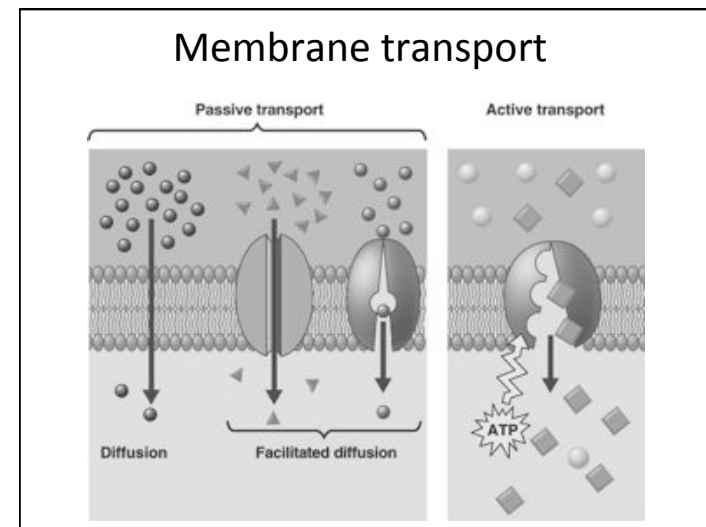 Membrane transport
Passive transport
Active transport
Diffusion
Facilitated diffusion
ATP